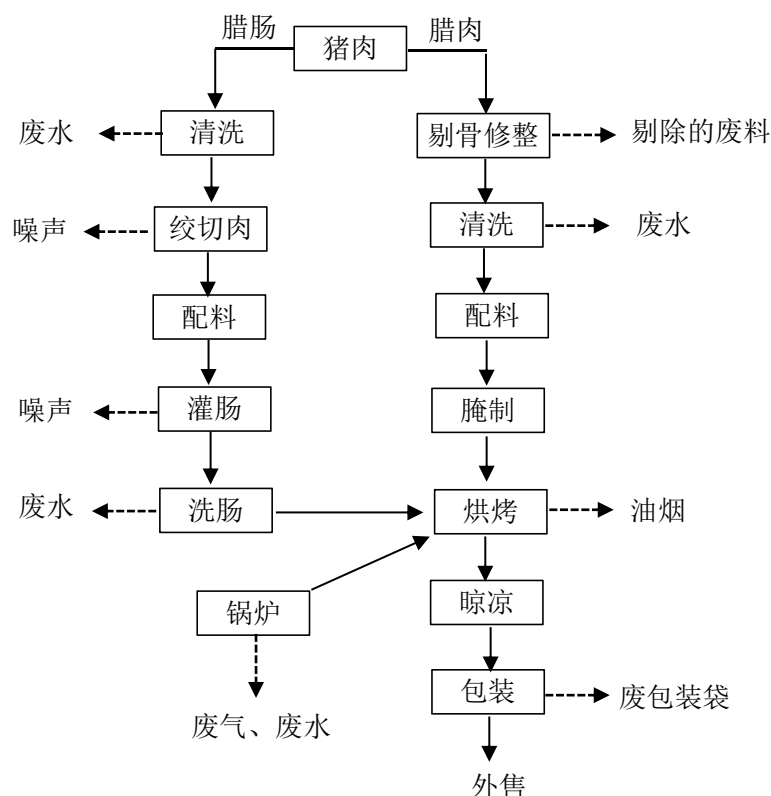 腊肠
猪肉
腊肉
废水
清洗
剔骨修整
剔除的废料
噪声
绞切肉
清洗
废水
配料
配料
噪声
灌肠
腌制
废水
洗肠
烘烤
油烟
锅炉
晾凉
废气、废水
包装
废包装袋
外售